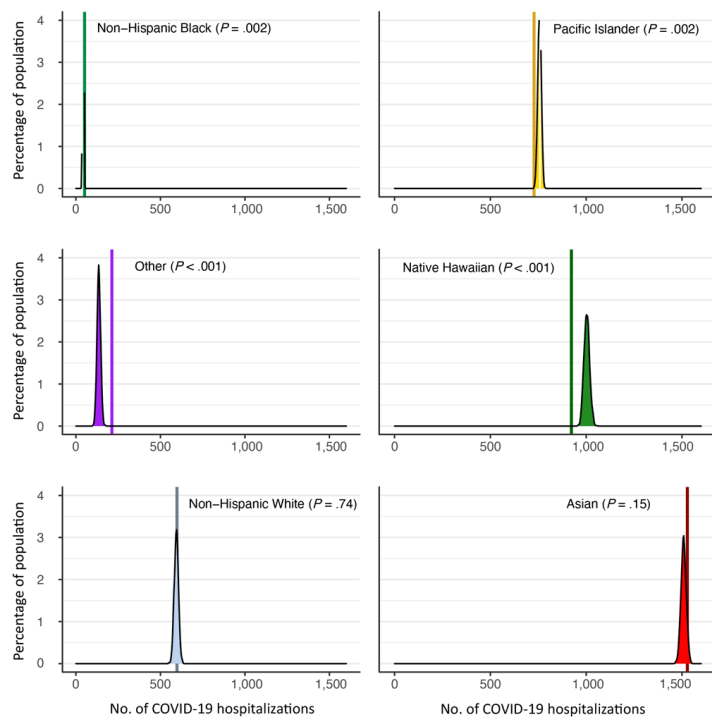 Non–Hispanic Black (P = .002)
Percentage of population
4
3
2
1
0
0 500 1,000 1,500
Pacific Islander (P = .002)
0 500 1,000 1,500
Other (P < .001)
Percentage of population
4
3
2
1
0
0 500 1,000 1,500
Native Hawaiian (P < .001)
0 500 1,000 1,500
Non–Hispanic White (P = .74)
Percentage of population
4
3
2
1
0
0 500 1,000 1,500
No. of COVID-19 hospitalizations
Asian (P = .15)
0 500 1,000 1,500
No. of COVID-19 hospitalizations